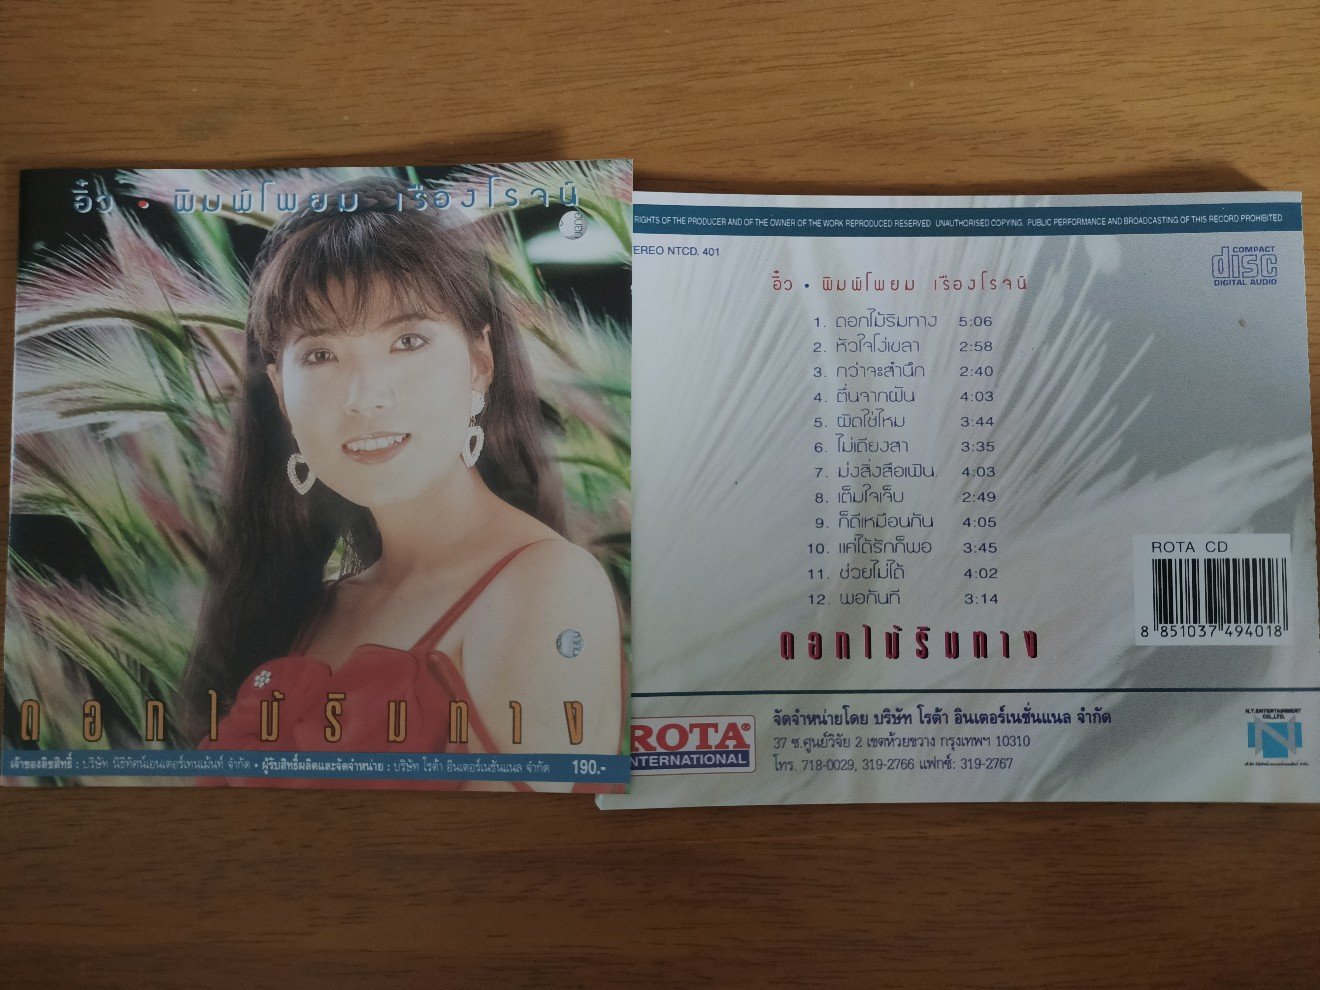 อิ๋ว • พิมพ์โพยม เรืองโรจน์
ดอกไม้ริมทาง
เจ้าของลิขสิทธิ์ : บริษัท นิธิทัศน์เอนเตอร์เทนเม้นท์ จำกัด • ผู้รับสิทธิ์ผลิตและจัดจำหน่าย : บริษัท โรต้า อินเตอร์เนชั่นแนล จำกัด 190.-
RIGHTS OF THE PRODUCER AND OF THE OWNER OF THE WORK REPRODUCED RESERVED UNAUTHORISED COPYING, PUBLIC PERFORMANCE AND BROADCASTING OF THIS RECORD PROHIBITED
EREO NTCD. 401
COMPACT
disc
DIGITAL AUDIO
อิ๋ว • พิมพ์โพยม เรืองโรจน์
1. ดอกไม้ริมทาง 5:06
2. หัวใจโง่เขลา 2:58
3. กว่าจะสำนึก 2:40
4. ตื่นจากฝัน 4:03
5. ผิดใช่ไหม 3:44
6. ไม่เดียงสา 3:35
7. 4:03
8. เต็มใจเจ็บ 2:49
9. ก็ดีเหมือนกัน 4:05
10. แค่ได้รักก็พอ 3:45
11. ช่วยไม่ได้ 4:02
12. พอกันที 3:14
ดอกไม้ริมทาง
ROTA CD
8 851037 494018
ROTA
INTERNATIONAL
จัดจำหน่ายโดย บริษัท โรต้า อินเตอร์เนชั่นแนล จำกัด
37 ซ.ศูนย์วิจัย 2 เขตห้วยขวาง กรุงเทพฯ 10310
โทร. 718-0029, 319-2766 แฟกซ์: 319-2767
N.T. ENTERTAINMENT
CO.,LTD.